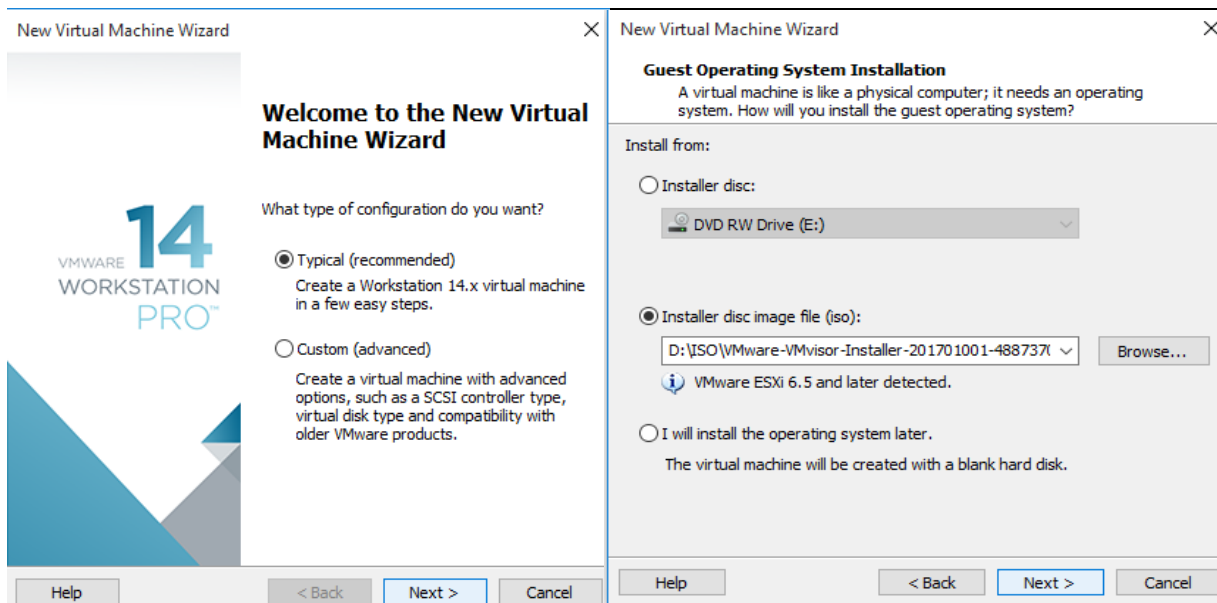 New Virtual Machine Wizard
Welcome to the New Virtual
Machine Wizard
What type of configuration do you want?
Typical (recommended)
Create a Workstation 14.x virtual machine
in a few easy steps.
Custom (advanced)
Create a virtual machine with advanced
options, such as a SCSI controller type,
virtual disk type and compatibility with
older VMware products.
14
VMWARE
WORKSTATION
PRO™
Help
< Back
Next >
Cancel
New Virtual Machine Wizard
Guest Operating System Installation
A virtual machine is like a physical computer; it needs an operating
system. How will you install the guest operating system?
Install from:
Installer disc:
DVD RW Drive (E:)
Installer disc image file (iso):
D:\ISO\VMware-VMvisor-Installer-201701001-4887370
Browse...
VMware ESXi 6.5 and later detected.
I will install the operating system later.
The virtual machine will be created with a blank hard disk.
Help
< Back
Next >
Cancel